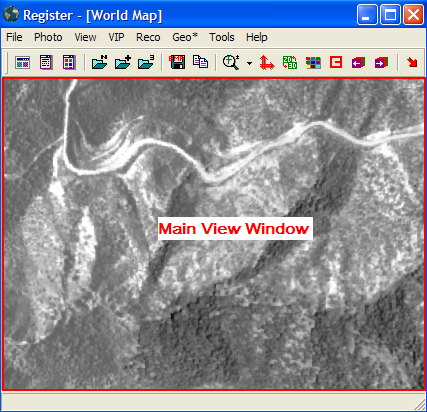 Register - [World Map]
File Photo View VIP Reco Geo* Tools Help
Main View Window